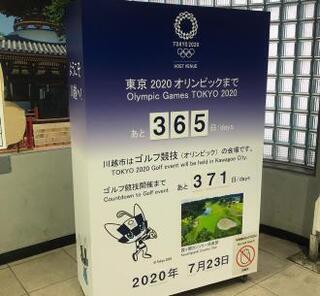 TOKYO 2020
HOST VENUE
東京 2020 オリンピックまで
Olympic Games TOKYO 2020
あと 365 日/days
川越市はゴルフ競技(オリンピック)の会場です。
TOKYO 2020 Golf event will be held in Kawagoe City.
ゴルフ競技開催まで
Countdown to Golf event
あと 371 日/days
2020年 7月23日